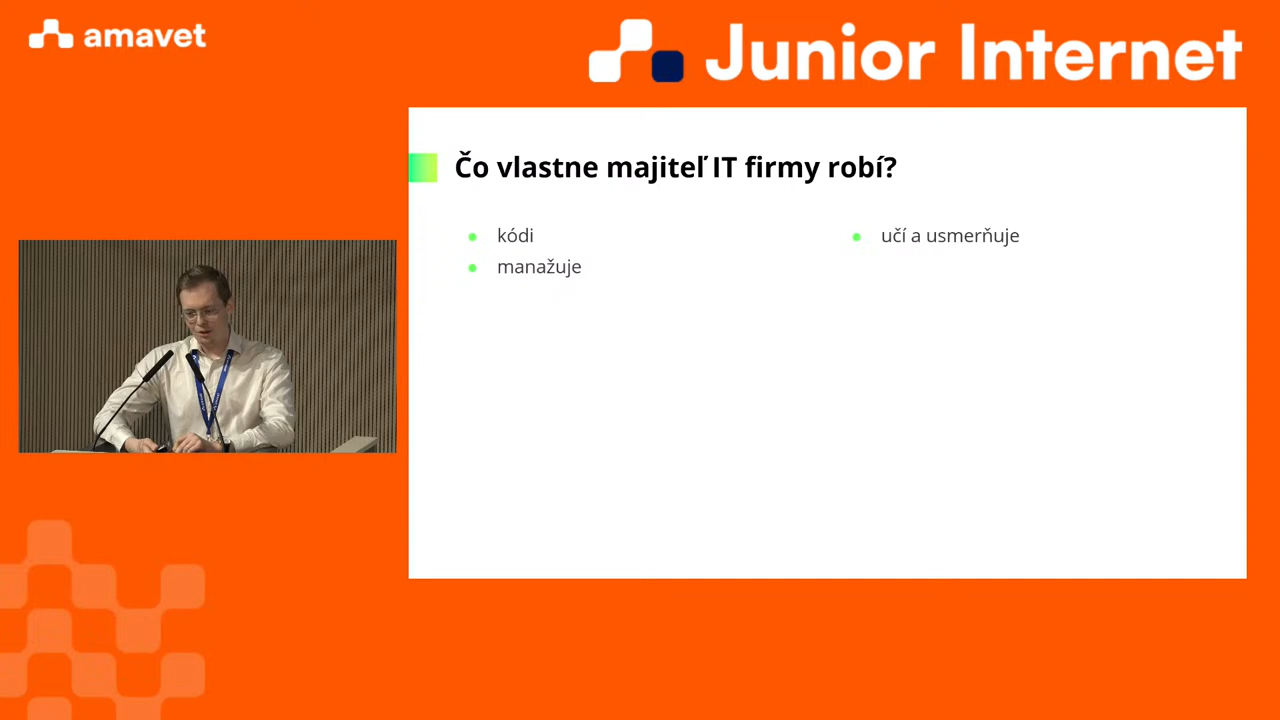 amavet
Junior Internet
Čo vlastne majiteľ IT firmy robí?
kódi
manažuje
učí a usmerňuje